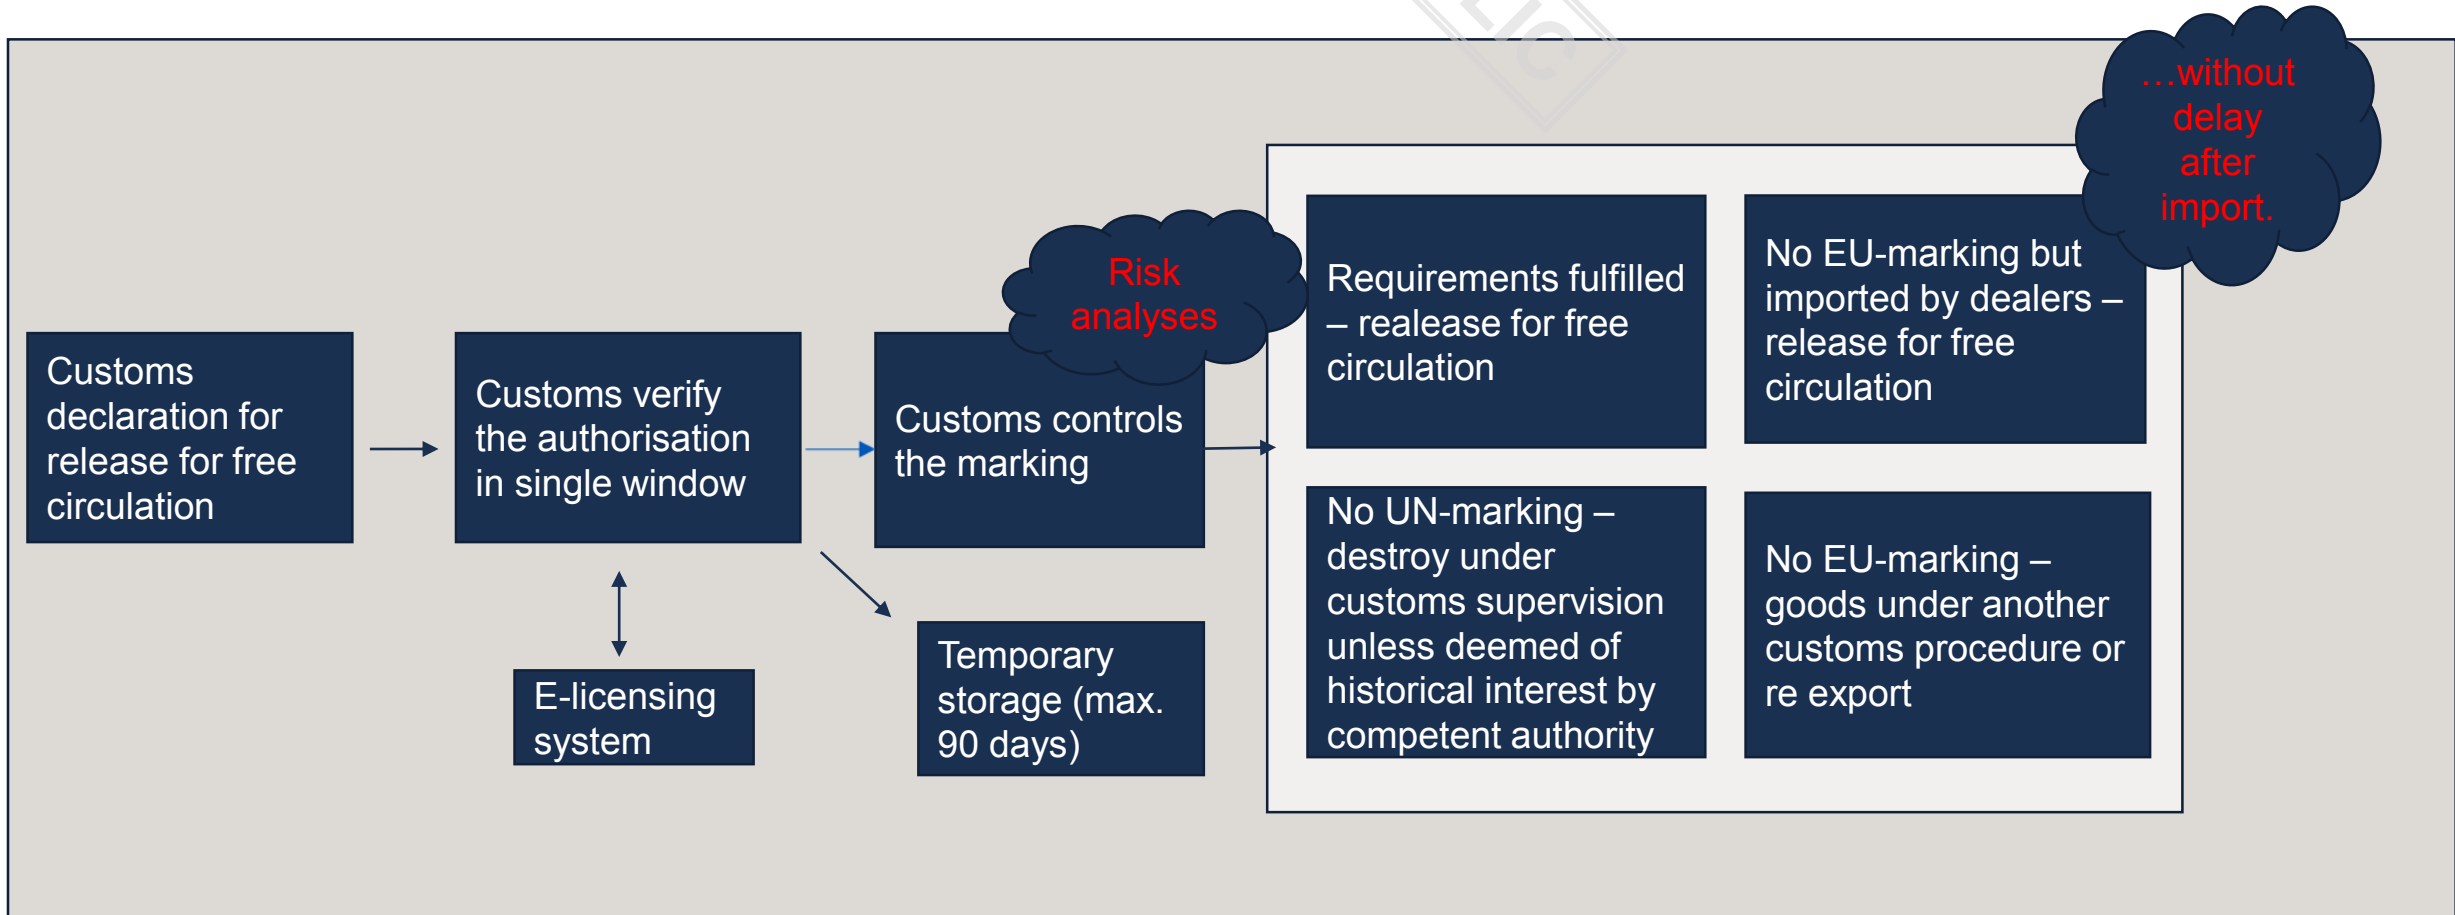 LIC
…without
delay
after
import.
Risk
analyses
Customs
declaration for
release for free
circulation
Customs verify
the authorisation
in single window
Customs controls
the marking
E-licensing
system
Temporary
storage (max.
90 days)
Requirements fulfilled
– realease for free
circulation
No EU-marking but
imported by dealers –
release for free
circulation
No UN-marking –
destroy under
customs supervision
unless deemed of
historical interest by
competent authority
No EU-marking –
goods under another
customs procedure or
re export